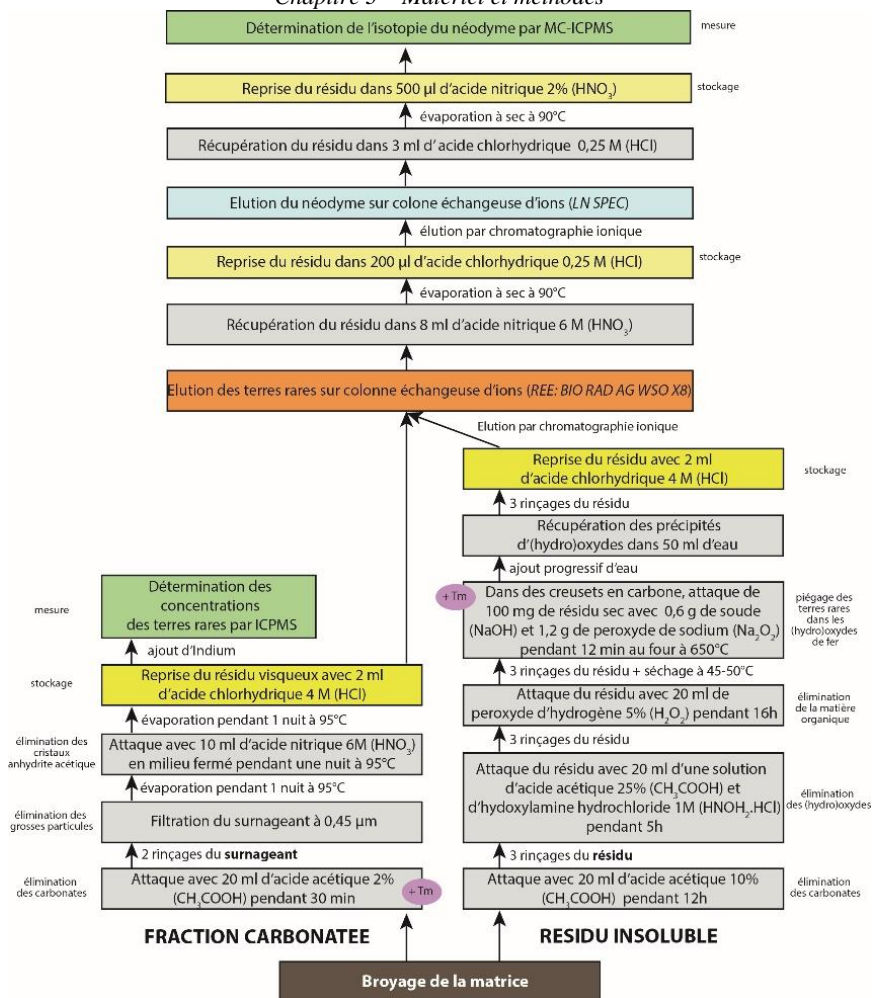 Chapitre 3 – Matériel et méthodes
Détermination de l'isotopie du néodyme par MC-ICPMS
mesure
Reprise du résidu dans 500 µl d'acide nitrique 2% (HNO₃)
stockage
évaporation à sec à 90°C
Récupération du résidu dans 3 ml d'acide chlorhydrique 0,25 M (HCl)
Elution du néodyme sur colone échangeuse d'ions (LN SPEC)
élution par chromatographie ionique
Reprise du résidu dans 200 µl d'acide chlorhydrique 0,25 M (HCl)
stockage
évaporation à sec à 90°C
Récupération du résidu dans 8 ml d'acide nitrique 6 M (HNO₃)
Elution des terres rares sur colonne échangeuse d'ions (REE: BIO RAD AG WSO X8)
Elution par chromatographie ionique
Reprise du résidu avec 2 ml
d'acide chlorhydrique 4 M (HCl)
stockage
3 rinçages du résidu
Récupération des précipités
d'(hydro)oxydes dans 50 ml d'eau
ajout progressif d'eau
+ Tm
Dans des creusets en carbone, attaque de
100 mg de résidu sec avec 0,6 g de soude
(NaOH) et 1,2 g de peroxyde de sodium (Na₂O₂)
pendant 12 min au four à 650°C
piégeage des
terres rares
dans les
(hydro)oxydes
de fer
3 rinçages du résidu + séchage à 45-50°C
Attaque du résidu avec 20 ml de
peroxyde d'hydrogène 5% (H₂O₂) pendant 16h
élimination
de la matière
organique
3 rinçages du résidu
Attaque du résidu avec 20 ml d'une solution
d'acide acétique 25% (CH₃COOH) et
d'hydoxylamine hydrochloride 1M (HNOH₂.HCl)
pendant 5h
élimination
des (hydro)oxydes
3 rinçages du résidu
Attaque avec 20 ml d'acide acétique 10%
(CH₃COOH) pendant 12h
élimination
des carbonates
RESIDU INSOLUBLE
mesure
Détermination des
concentrations
des terres rares par ICPMS
ajout d'Indium
stockage
Reprise du résidu visqueux avec 2 ml
d'acide chlorhydrique 4 M (HCl)
évaporation pendant 1 nuit à 95°C
élimination des
cristaux
anhydrite acétique
Attaque avec 10 ml d'acide nitrique 6M (HNO₃)
en milieu fermé pendant une nuit à 95°C
évaporation pendant 1 nuit à 95°C
élimination des
grosses particules
Filtration du surnageant à 0,45 µm
2 rinçages du surnageant
élimination
des carbonates
Attaque avec 20 ml d'acide acétique 2%
(CH₃COOH) pendant 30 min
+ Tm
FRACTION CARBONATEE
Broyage de la matrice